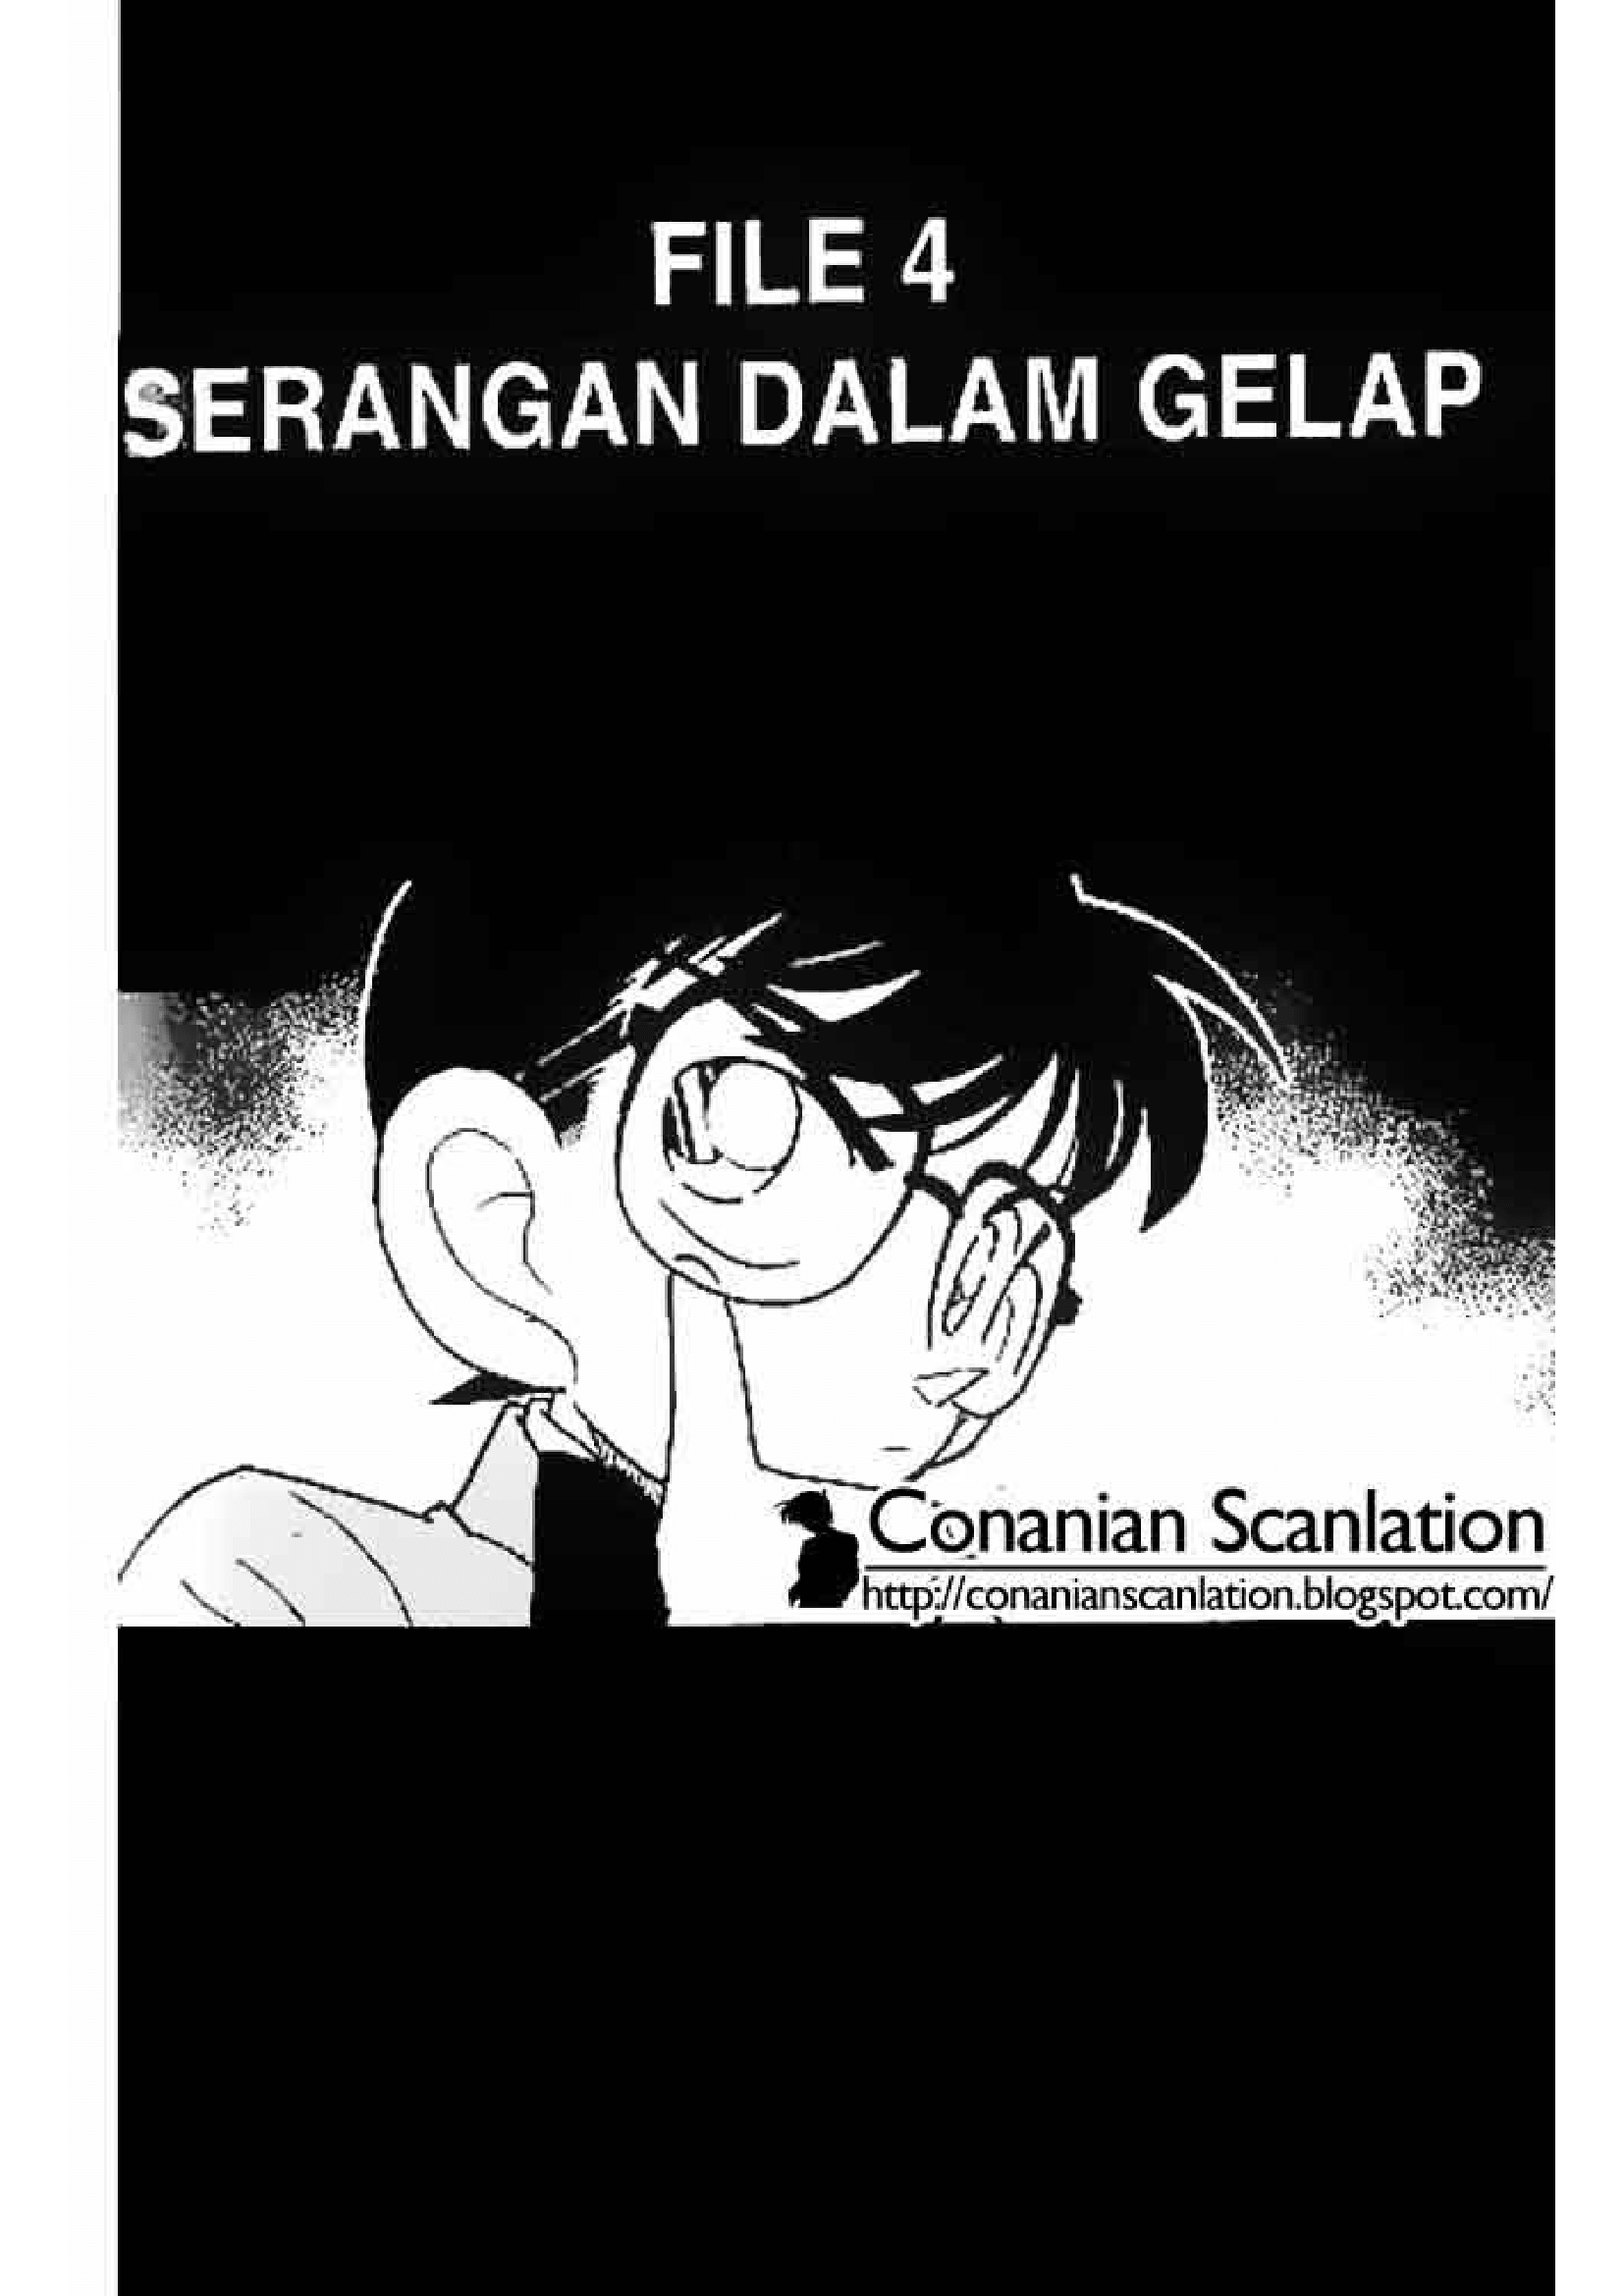 FILE 4
SERANGAN DALAM GELAP
Conanian Scanlation
http://conanianscanlation.blogspot.com/